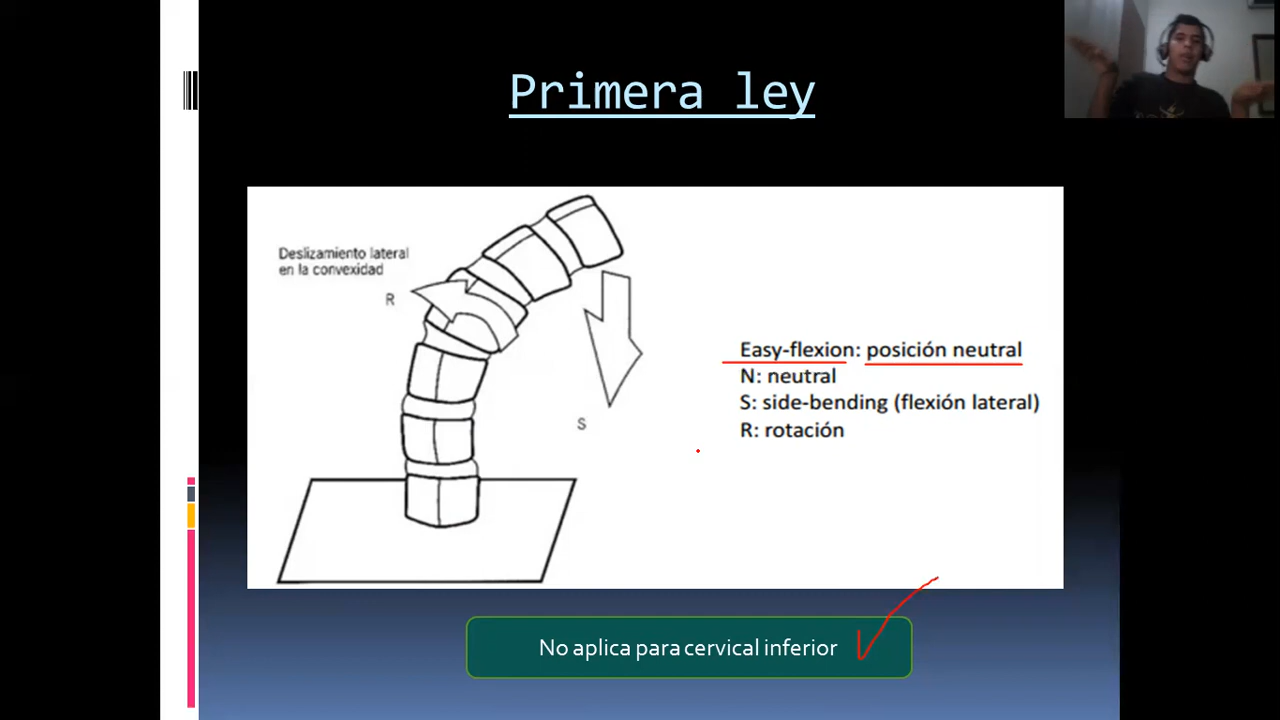 Primera ley
Deslizamiento lateral
en la convexidad
R
S
Easy-flexion: posición neutral
N: neutral
S: side-bending (flexión lateral)
R: rotación
No aplica para cervical inferior